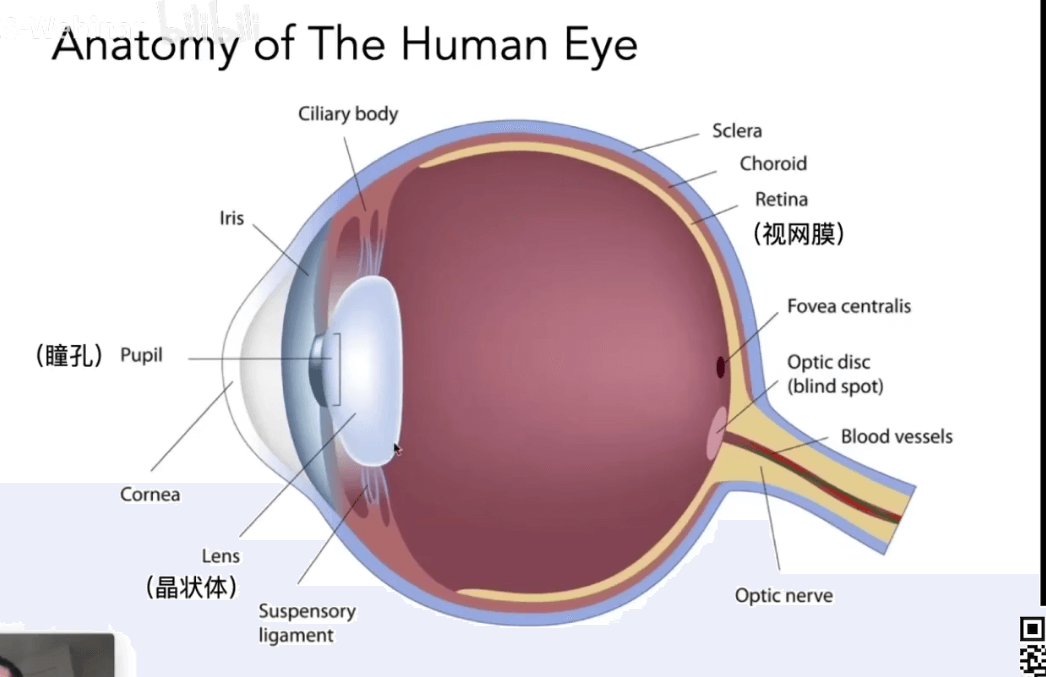 Anatomy of The Human Eye
Ciliary body
Sclera
Choroid
Iris
Retina
（视网膜）
Fovea centralis
（瞳孔） Pupil
Optic disc
(blind spot)
Blood vessels
Cornea
Lens
（晶状体）
Optic nerve
Suspensory
ligament